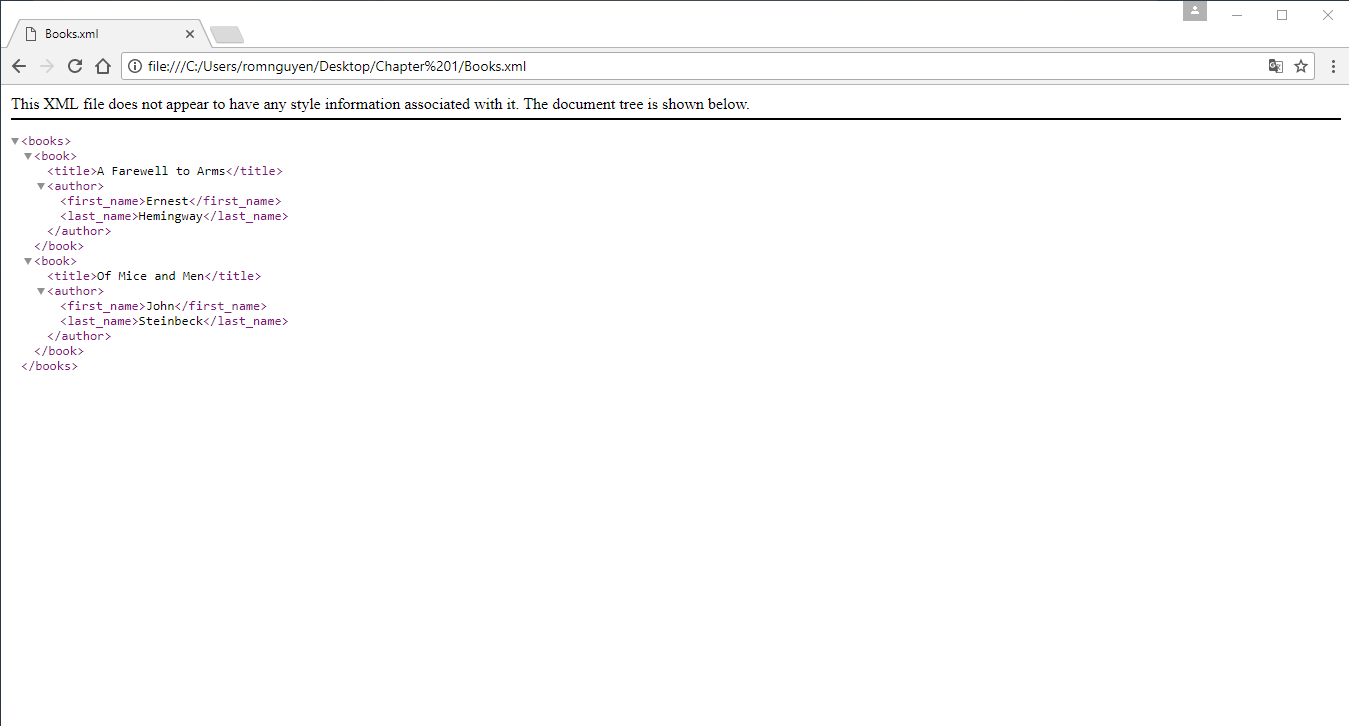 Books.xml
file:///C:/Users/romnguyen/Desktop/Chapter%201/Books.xml
This XML file does not appear to have any style information associated with it. The document tree is shown below.
<books>
<book>
<title>A Farewell to Arms</title>
<author>
<first_name>Ernest</first_name>
<last_name>Hemingway</last_name>
</author>
</book>
<book>
<title>Of Mice and Men</title>
<author>
<first_name>John</first_name>
<last_name>Steinbeck</last_name>
</author>
</book>
</books>